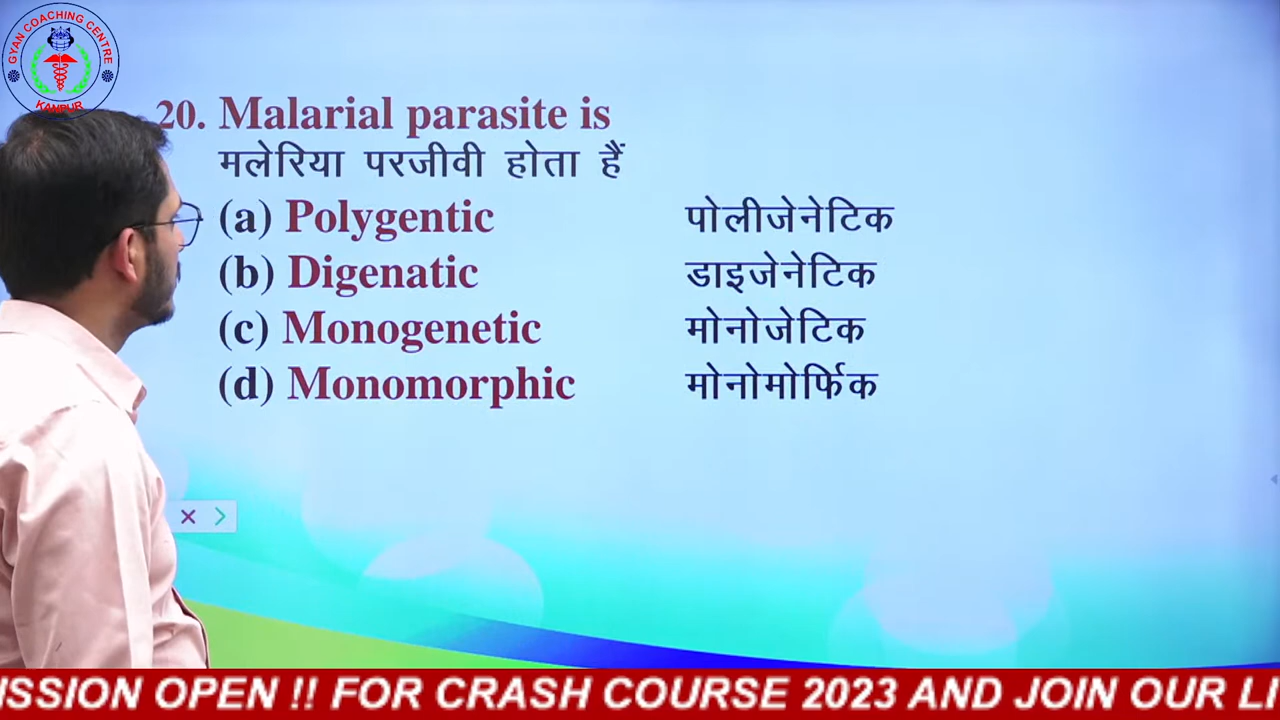 GYAN COACHING CENTRE
KANPUR
20. Malarial parasite is
मलेरिया परजीवी होता हैं
(a) Polygentic पोलीजेनेटिक
(b) Digenatic डाइजेनेटिक
(c) Monogenetic मोनोजेटिक
(d) Monomorphic मोनोमोर्फिक
ISSION OPEN !! FOR CRASH COURSE 2023 AND JOIN OUR LI